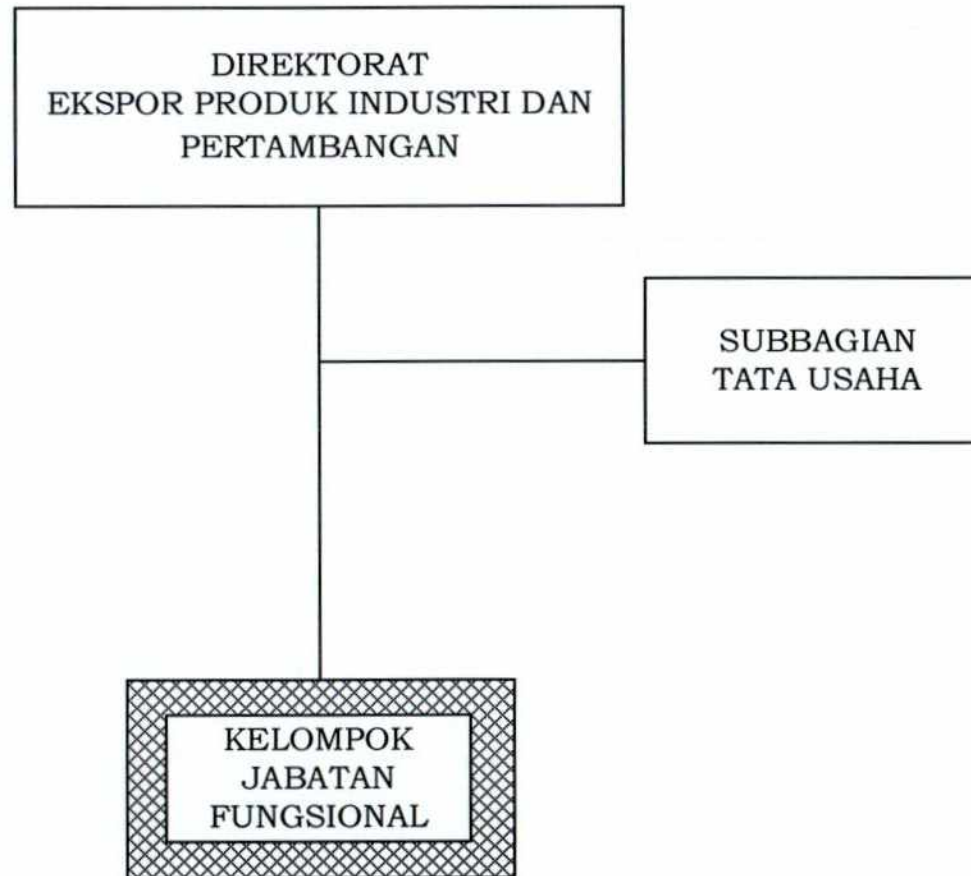 DIREKTORAT
EKSPOR PRODUK INDUSTRI DAN
PERTAMBANGAN
SUBBAGIAN
TATA USAHA
KELOMPOK
JABATAN
FUNGSIONAL